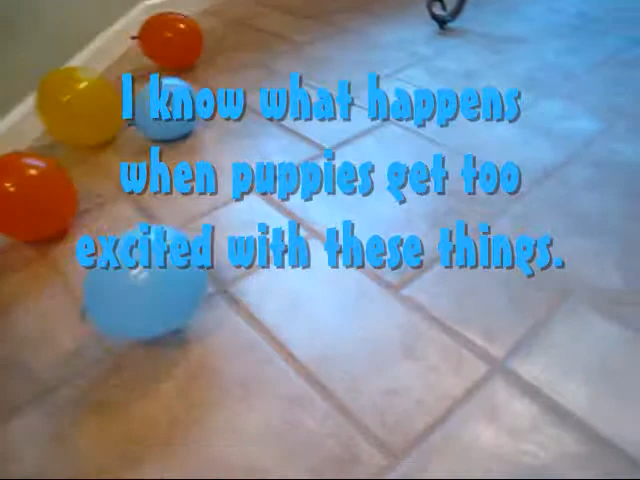 I know what happens
when puppies get too
excited with these things.